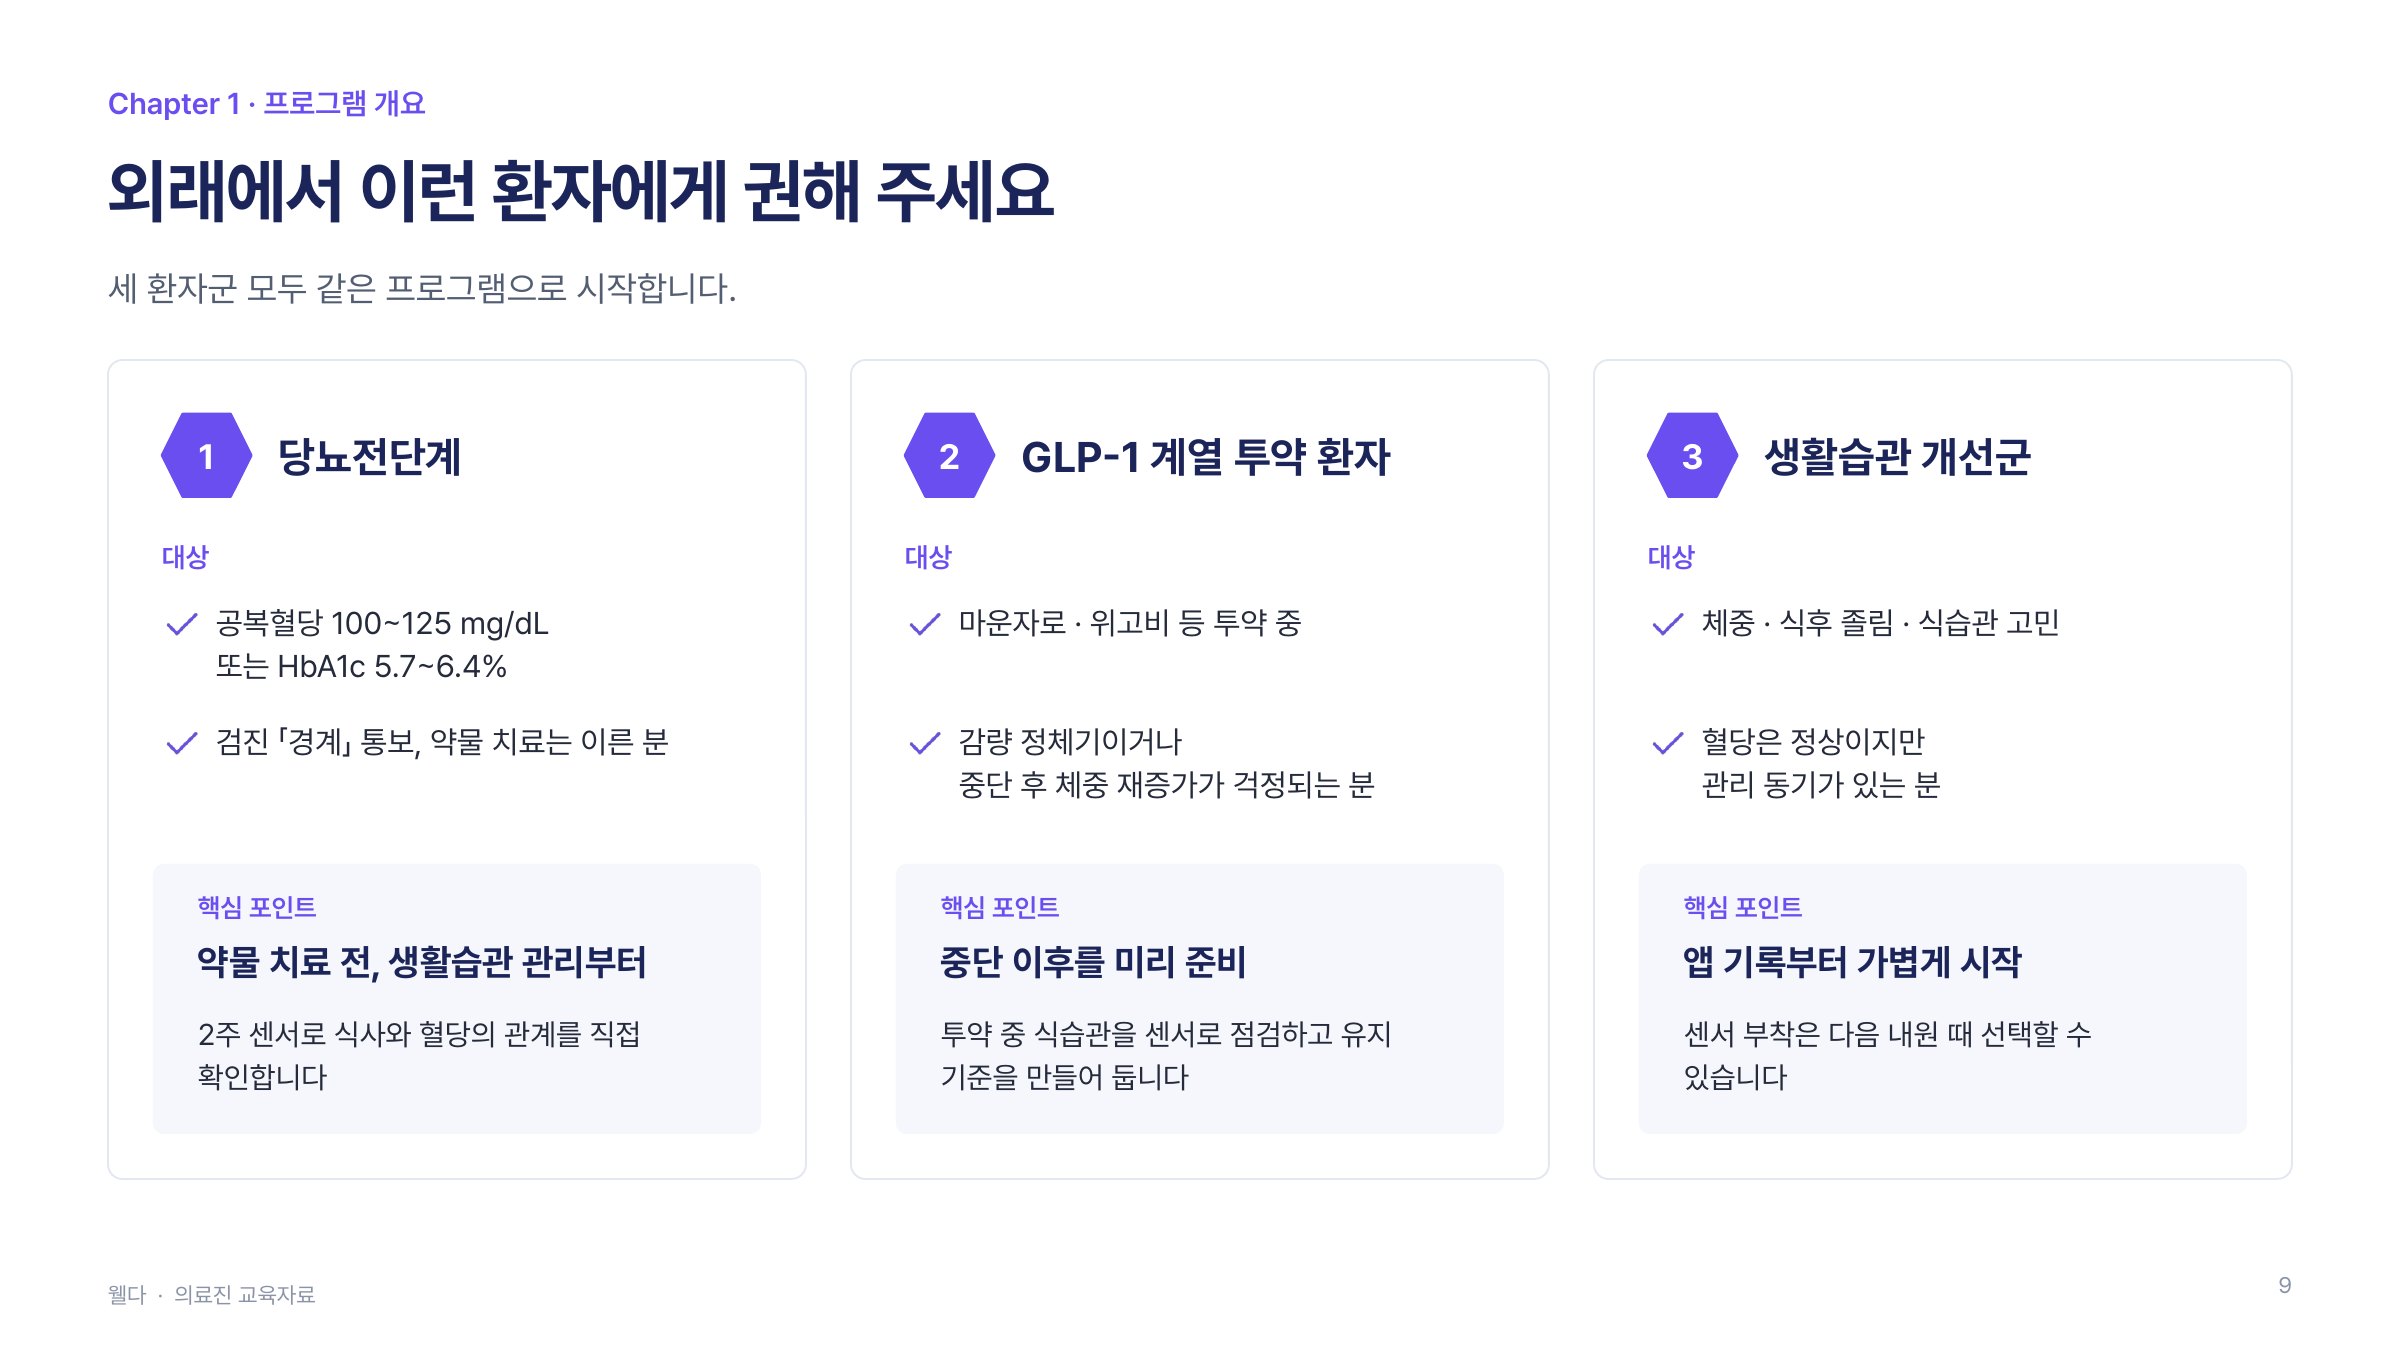 Chapter 1 · 프로그램 개요
외래에서 이런 환자에게 권해 주세요
세 환자군 모두 같은 프로그램으로 시작합니다.
1 당뇨전단계
대상
공복혈당 100~125 mg/dL
또는 HbA1c 5.7~6.4%
검진 「경계」 통보, 약물 치료는 이른 분
핵심 포인트
약물 치료 전, 생활습관 관리부터
2주 센서로 식사와 혈당의 관계를 직접
확인합니다
2 GLP-1 계열 투약 환자
대상
마운자로 · 위고비 등 투약 중
감량 정체기이거나
중단 후 체중 재증가가 걱정되는 분
핵심 포인트
중단 이후를 미리 준비
투약 중 식습관을 센서로 점검하고 유지
기준을 만들어 둡니다
3 생활습관 개선군
대상
체중 · 식후 졸림 · 식습관 고민
혈당은 정상이지만
관리 동기가 있는 분
핵심 포인트
앱 기록부터 가볍게 시작
센서 부착은 다음 내원 때 선택할 수
있습니다
웰다 · 의료진 교육자료
9